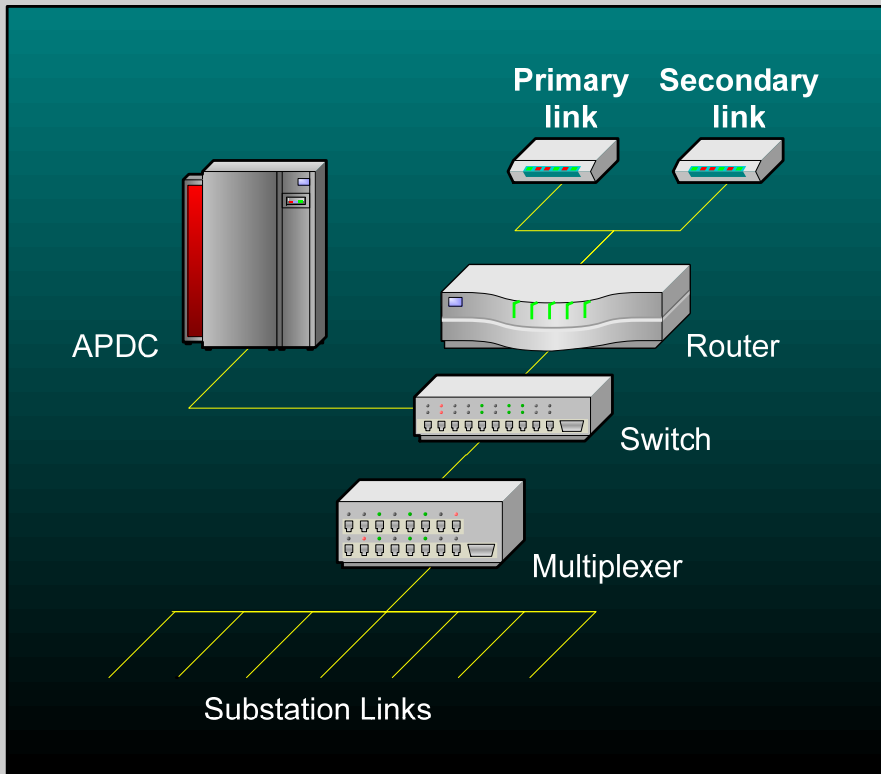 Primary
link
Secondary
link
APDC
Router
Switch
Multiplexer
Substation Links